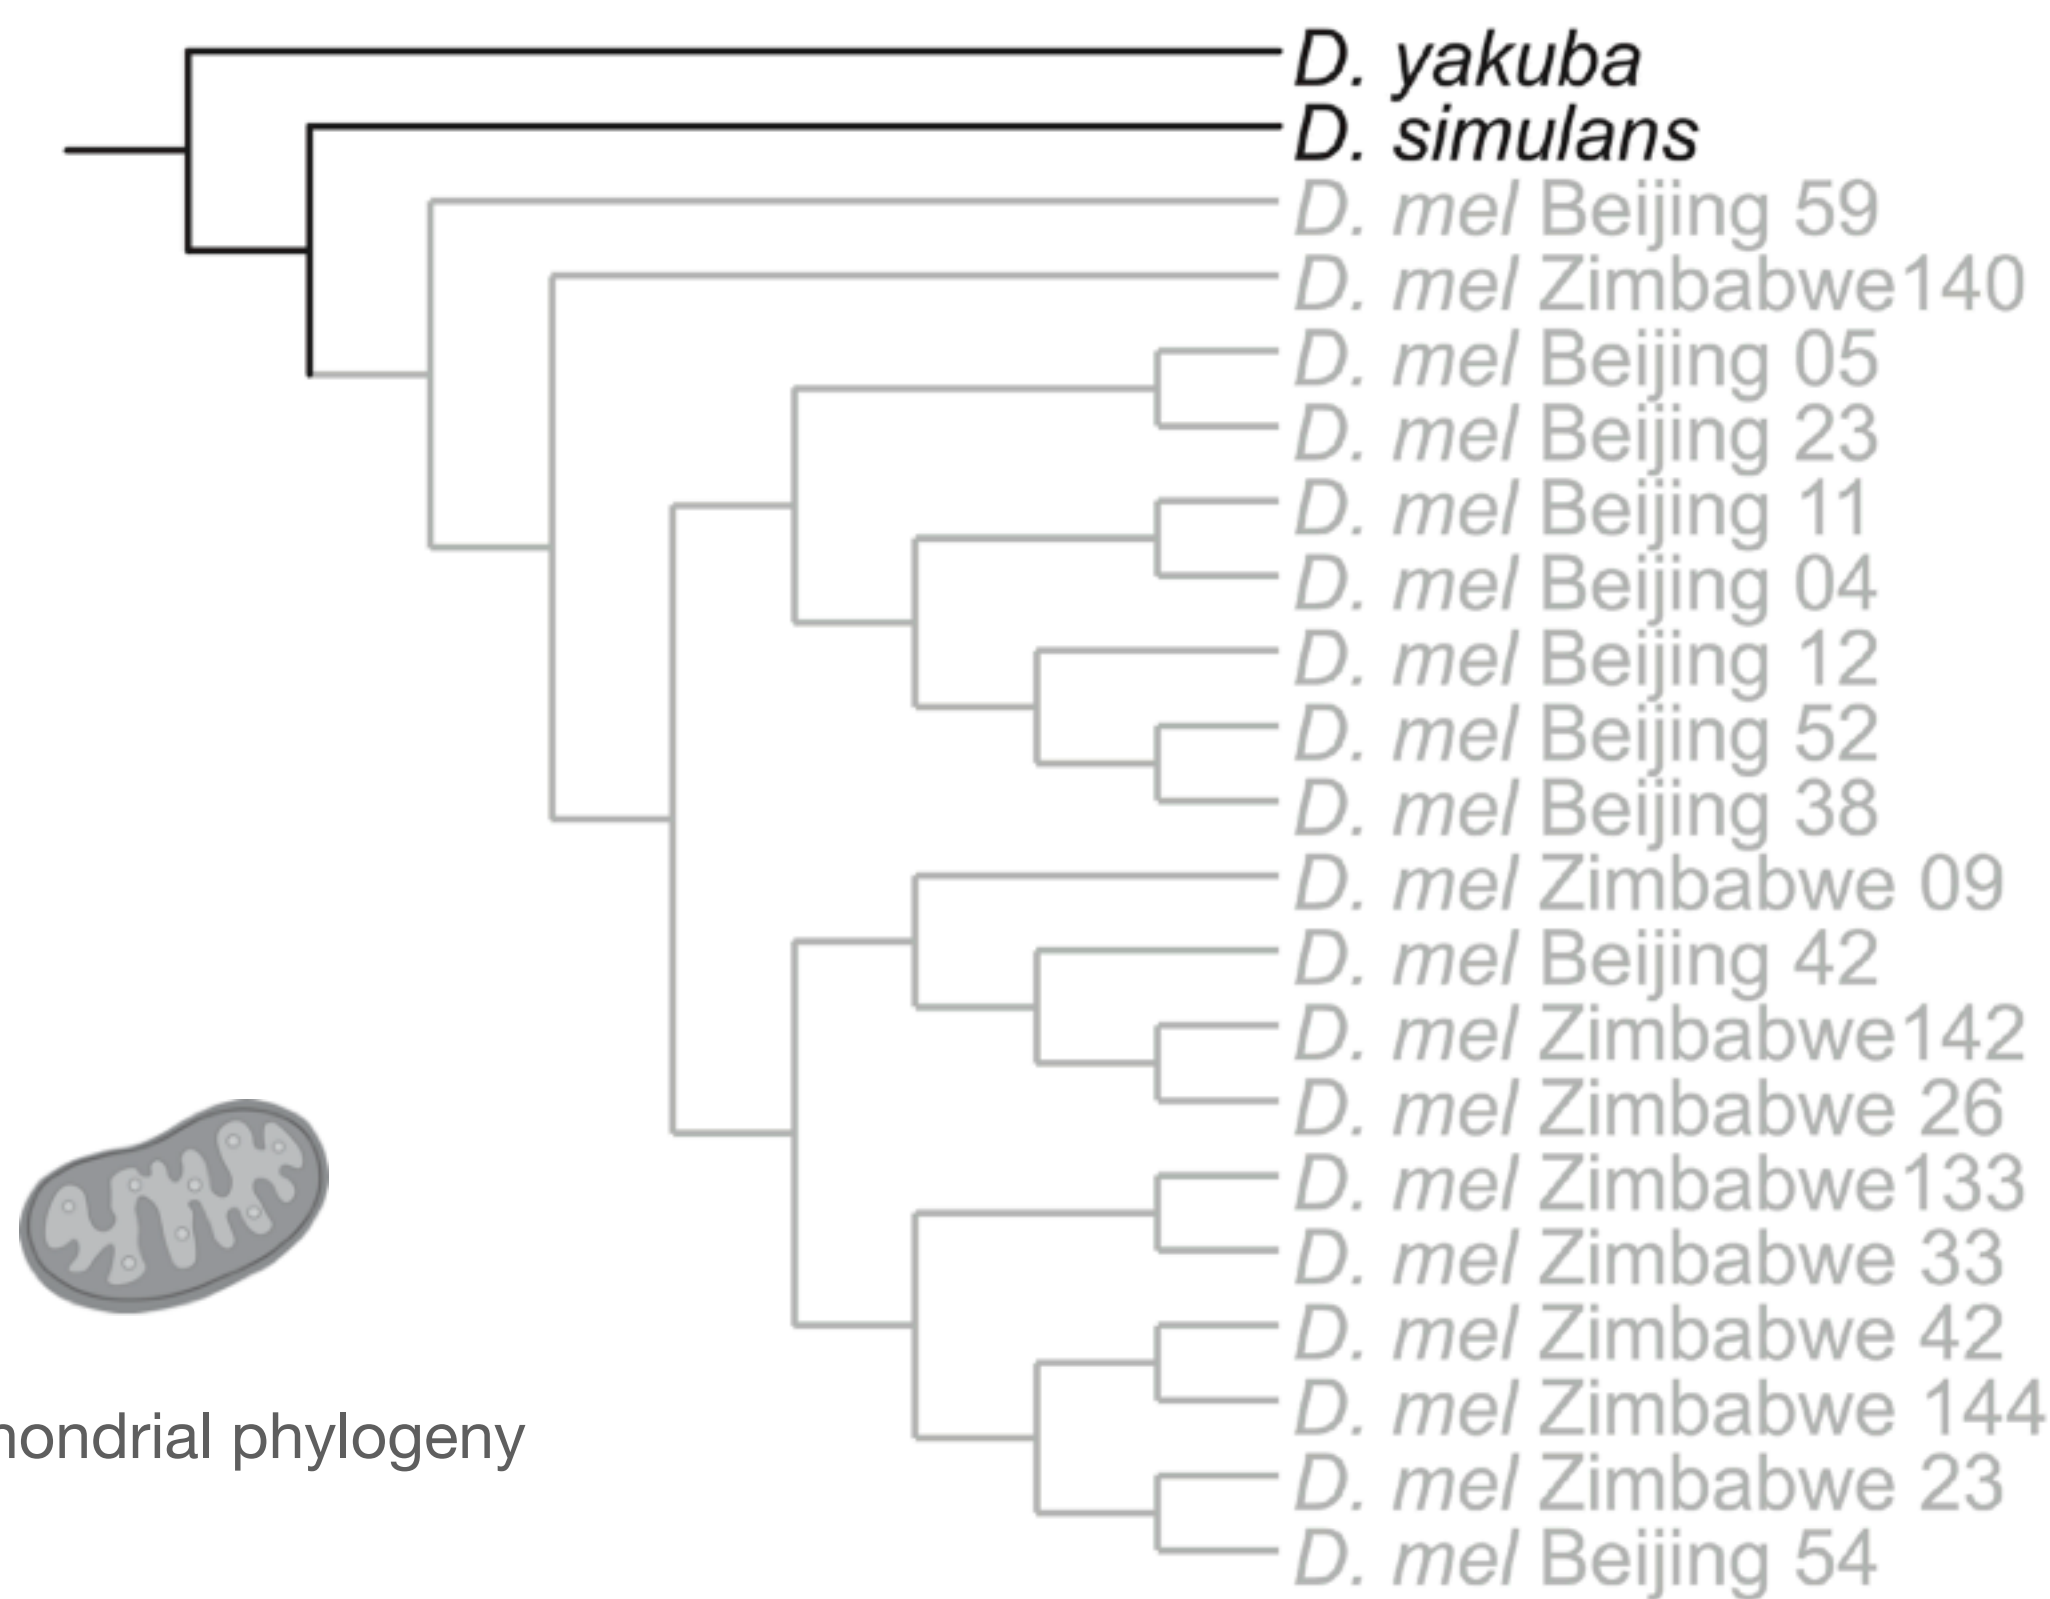 D. yakuba
D. simulans
D. mel Beijing 59
D. mel Zimbabwe140
D. mel Beijing 05
D. mel Beijing 23
D. mel Beijing 11
D. mel Beijing 04
D. mel Beijing 12
D. mel Beijing 52
D. mel Beijing 38
D. mel Zimbabwe 09
D. mel Beijing 42
D. mel Zimbabwe142
D. mel Zimbabwe 26
D. mel Zimbabwe133
D. mel Zimbabwe 33
D. mel Zimbabwe 42
D. mel Zimbabwe 144
D. mel Zimbabwe 23
D. mel Beijing 54
hondrial phylogeny